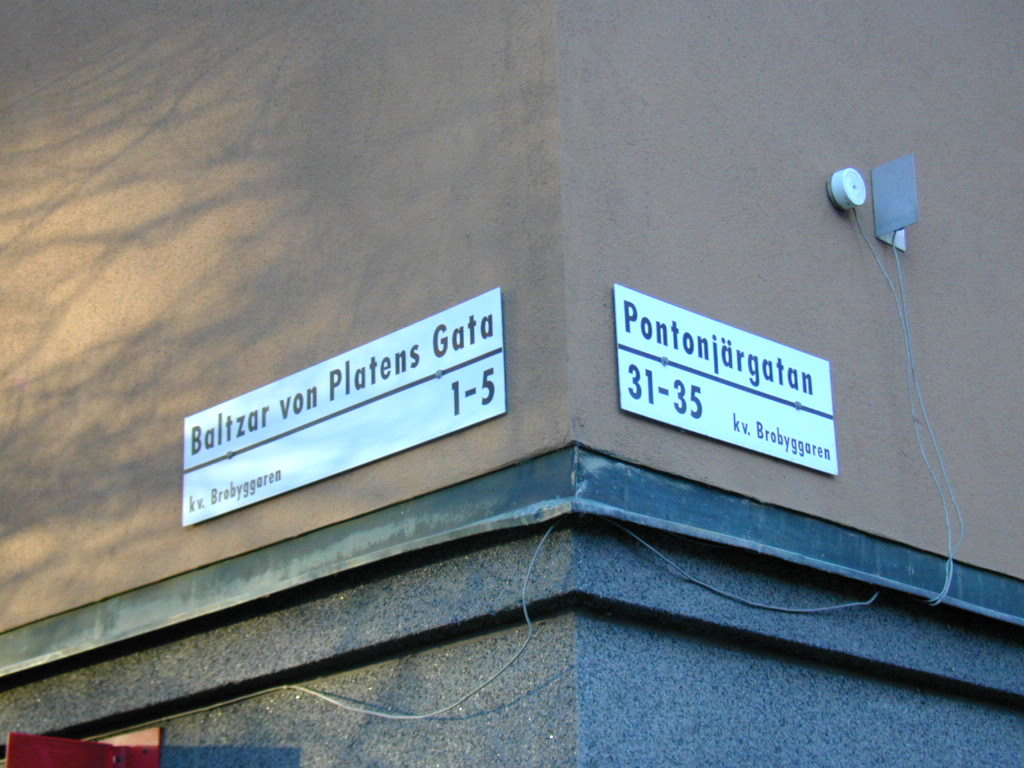 Baltzar von Platens Gata
1-5
kv. Brobyggaren
Pontonjärgatan
31-35
kv. Brobyggaren